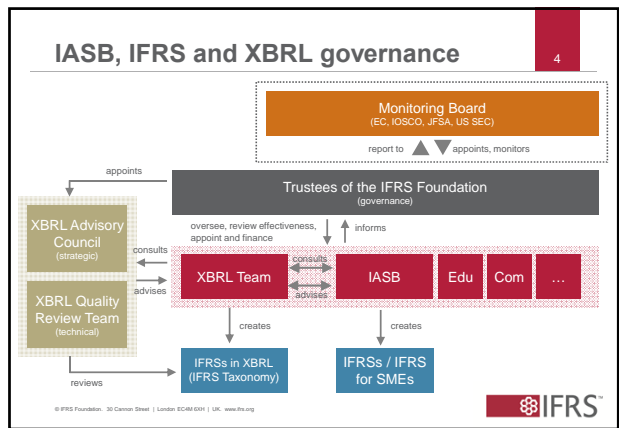 IASB, IFRS and XBRL governance
4
Monitoring Board
(EC, IOSCO, JFSA, US SEC)
report to
appoints, monitors
appoints
Trustees of the IFRS Foundation
(governance)
oversee, review effectiveness,
appoint and finance
informs
XBRL Advisory
Council
(strategic)
consults
advises
XBRL Quality
Review Team
(technical)
XBRL Team
consults
advises
IASB
Edu
Com
...
creates
creates
reviews
IFRSs in XBRL
(IFRS Taxonomy)
IFRSs / IFRS
for SMEs
© IFRS Foundation. 30 Cannon Street | London EC4M 6XH | UK. www.ifrs.org
IFRS™